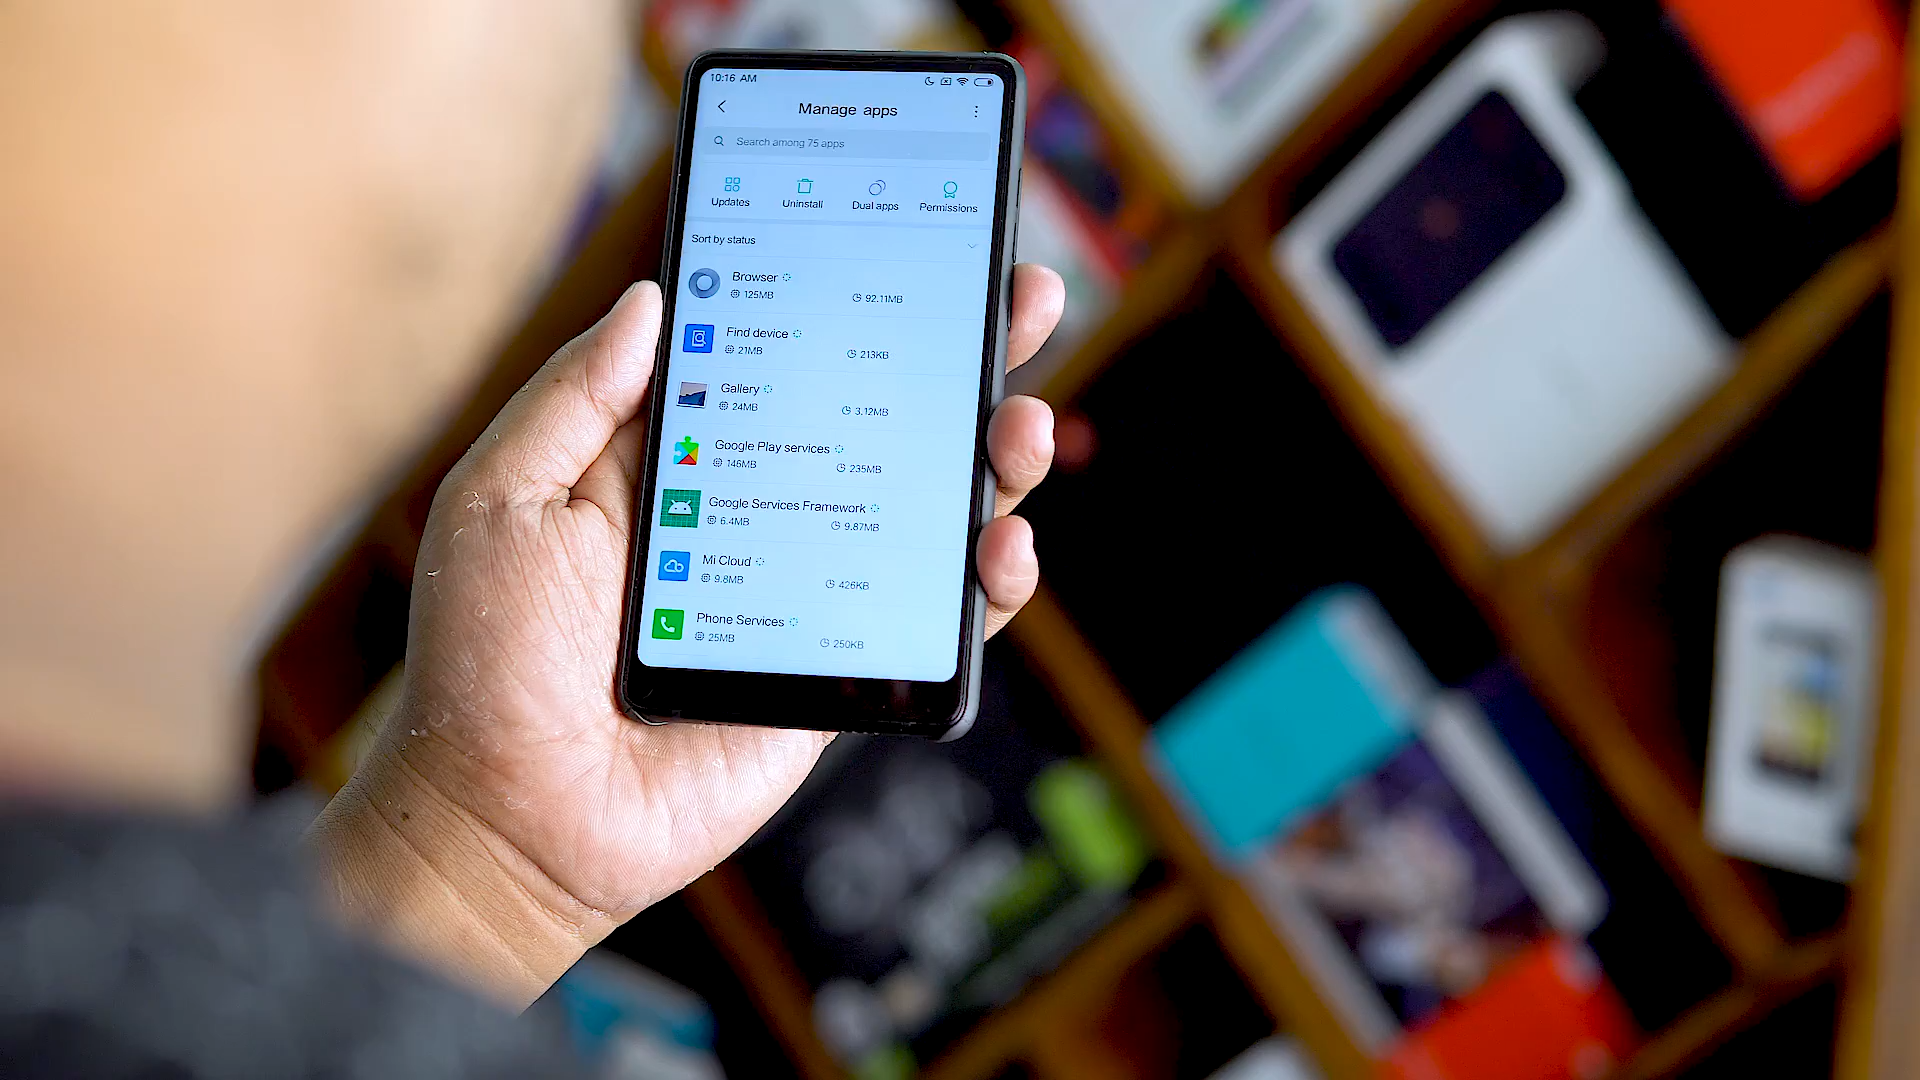 10:16 AM
Manage apps
Search among 75 apps
Updates Uninstall Dual apps Permissions
Sort by status
Browser
125MB 92.11MB
Find device
21MB 213KB
Gallery
24MB 3.12MB
Google Play services
146MB 235MB
Google Services Framework
6.4MB 9.87MB
Mi Cloud
9.8MB 426KB
Phone Services
25MB 250KB